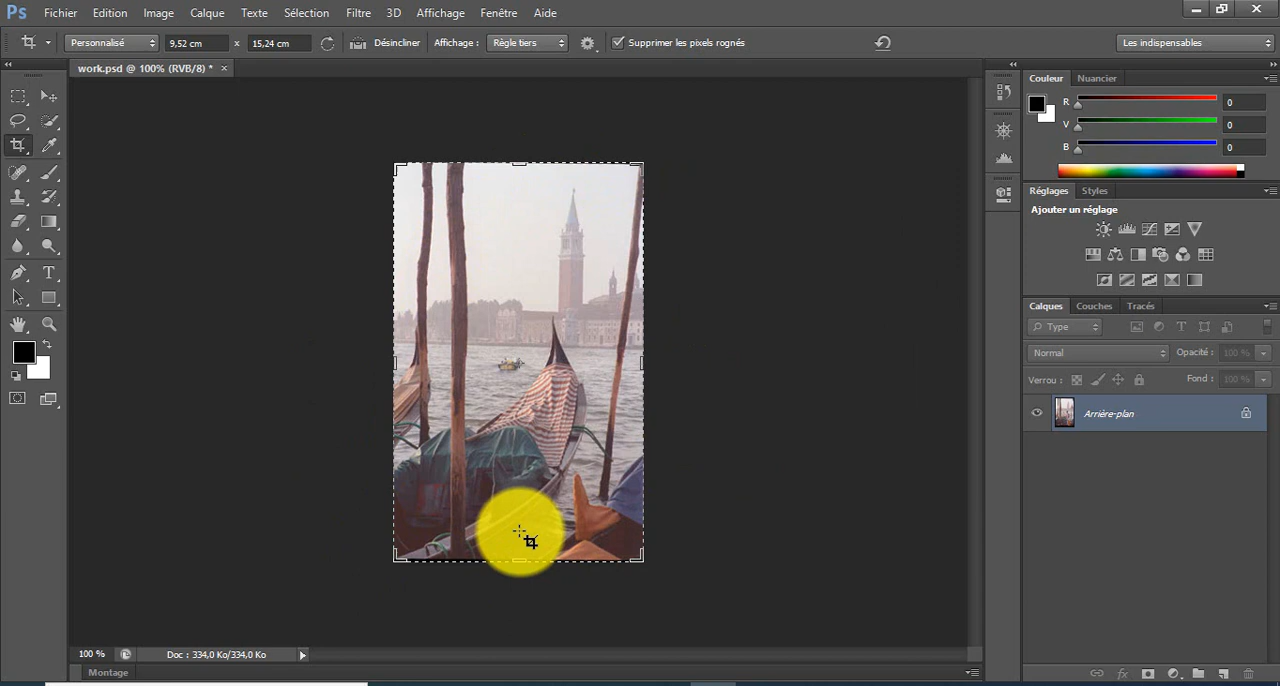 Ps Fichier Edition Image Calque Texte Sélection Filtre 3D Affichage Fenêtre Aide
Personnalisé 9,52 cm x 15,24 cm Désincliner Affichage : Règle tiers Supprimer les pixels rognés Les indispensables
work.psd @ 100% (RVB/8) * ×
Couleur Nuancier
R 0
V 0
B 0
Réglages Styles
Ajouter un réglage
Calques Couches Tracés
Type
Normal Opacité : 100 %
Verrou : Fond : 100 %
Arrière-plan
100 % Doc : 334,0 Ko/334,0 Ko
Montage